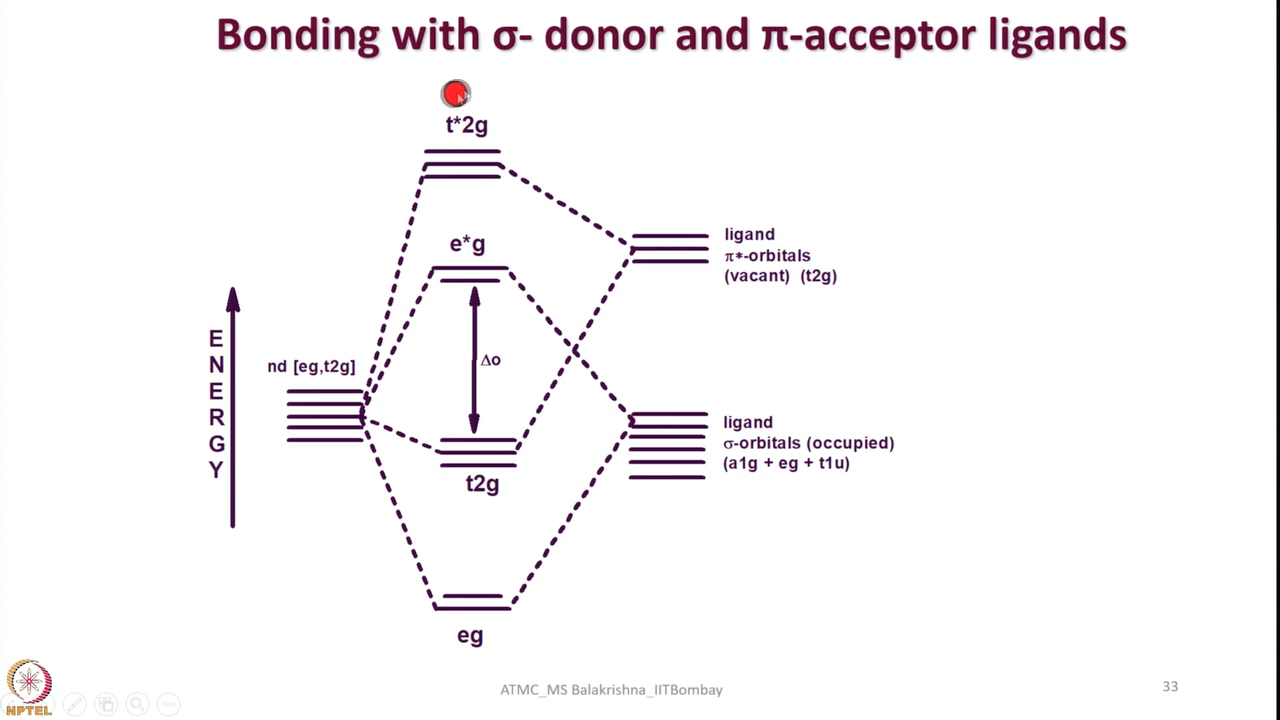 Bonding with σ- donor and π-acceptor ligands
t*2g
e*g
ligand
π*-orbitals
(vacant) (t2g)
ENERGY
nd [eg,t2g]
Δo
ligand
σ-orbitals (occupied)
(a1g + eg + t1u)
t2g
eg
NPTEL
ATMC_MS Balakrishna_IITBombay
33